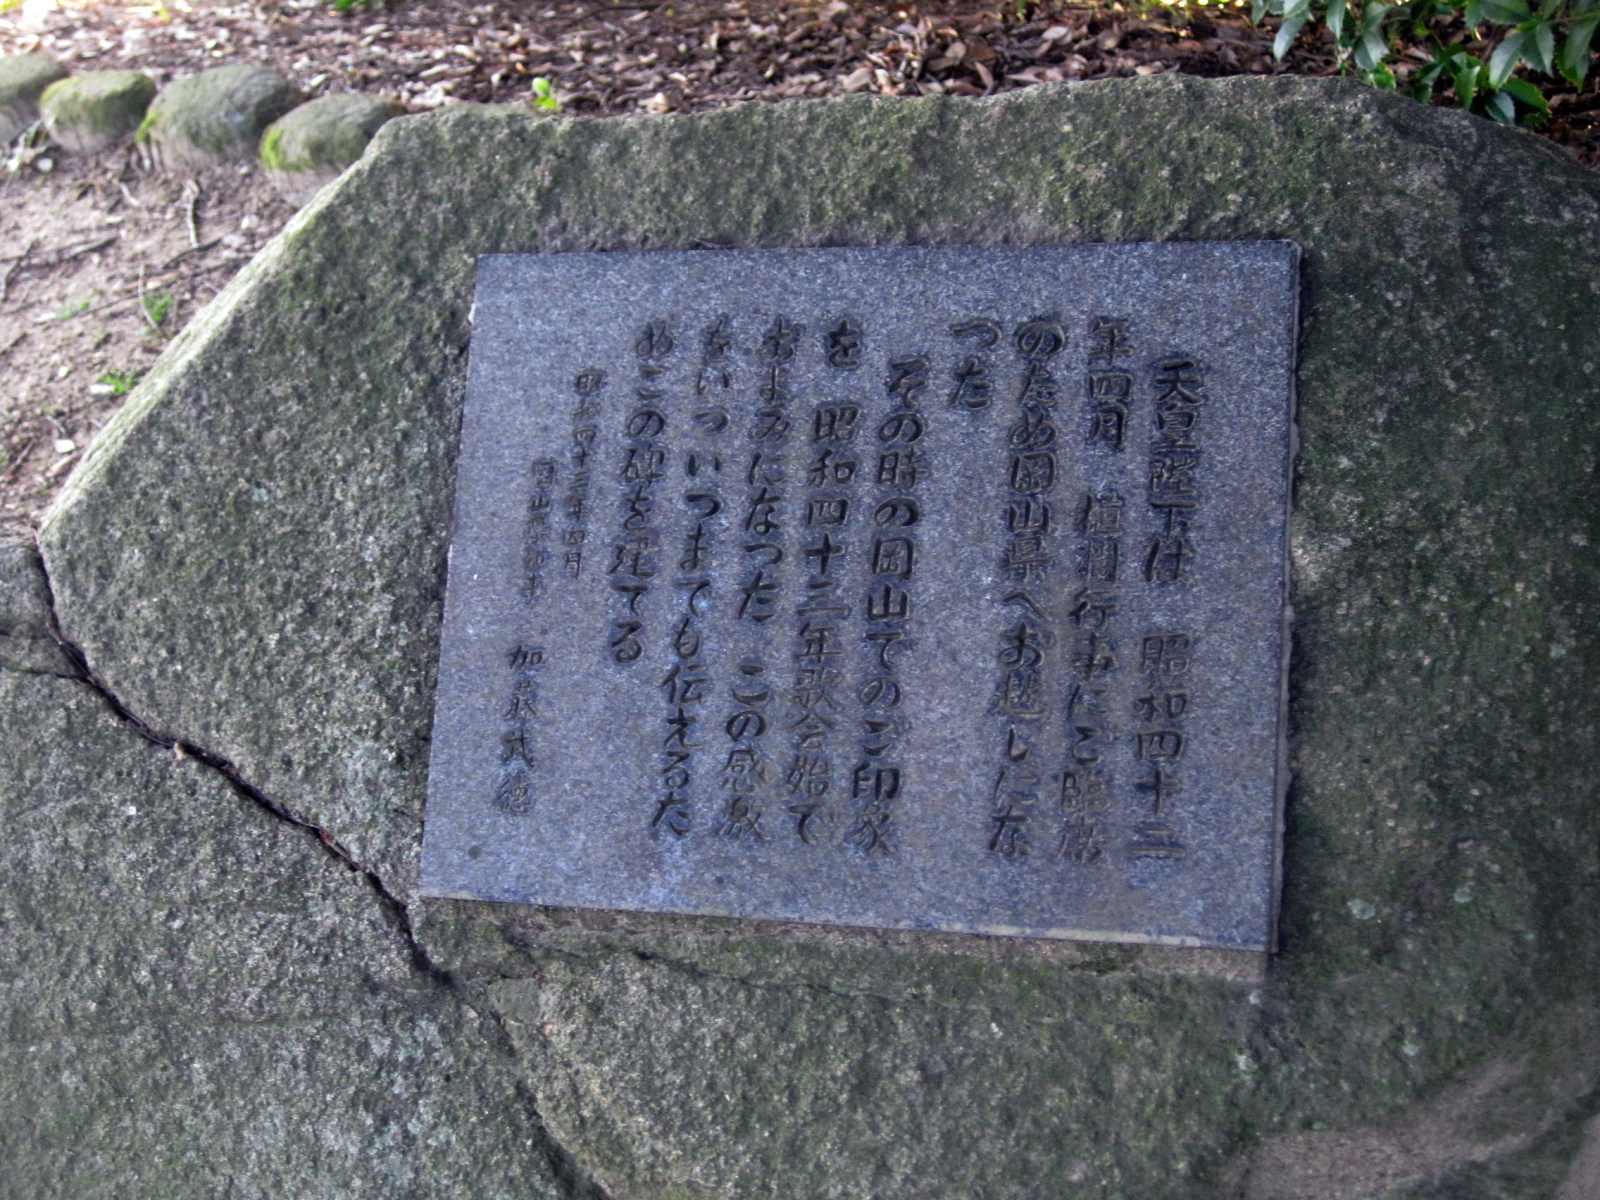 天皇陛下は 昭和四十二
年四月 植樹行事にご臨席
のため岡山県へお越しにな
つた
その時の岡山でのご印象
を 昭和四十三年歌会始で
およみになつた この感激
をいついつまでも伝えるた
めこの碑を建てる
昭和四十三年四月
岡山県知事 加藤武徳